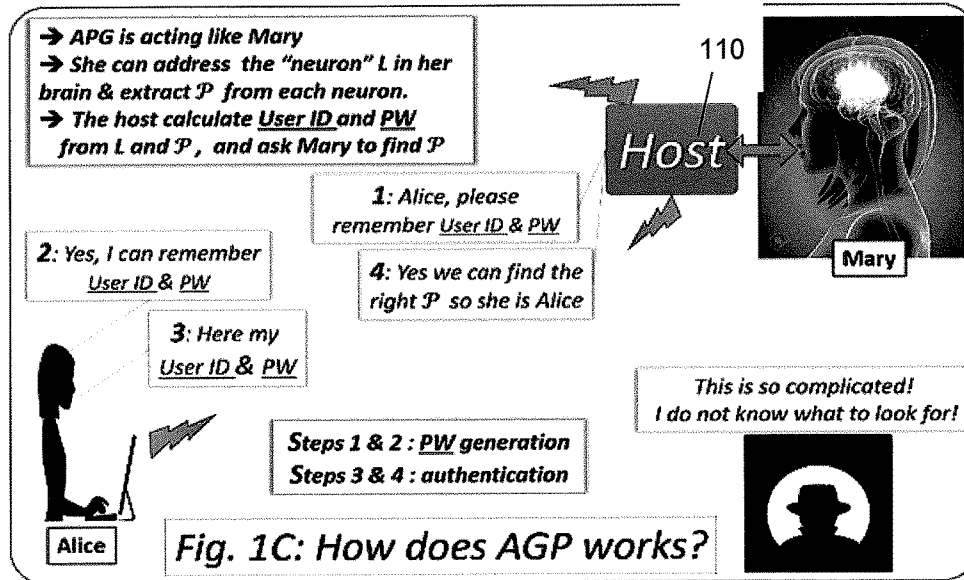 ➔ APG is acting like Mary
➔ She can address the “neuron” L in her
brain & extract 𝒫 from each neuron.
➔ The host calculate User ID and PW
from L and 𝒫 , and ask Mary to find 𝒫
110
Host
Mary
1: Alice, please
remember User ID & PW
2: Yes, I can remember
User ID & PW
4: Yes we can find the
right 𝒫 so she is Alice
3: Here my
User ID & PW
This is so complicated!
I do not know what to look for!
Steps 1 & 2 : PW generation
Steps 3 & 4 : authentication
Alice
Fig. 1C: How does AGP works?